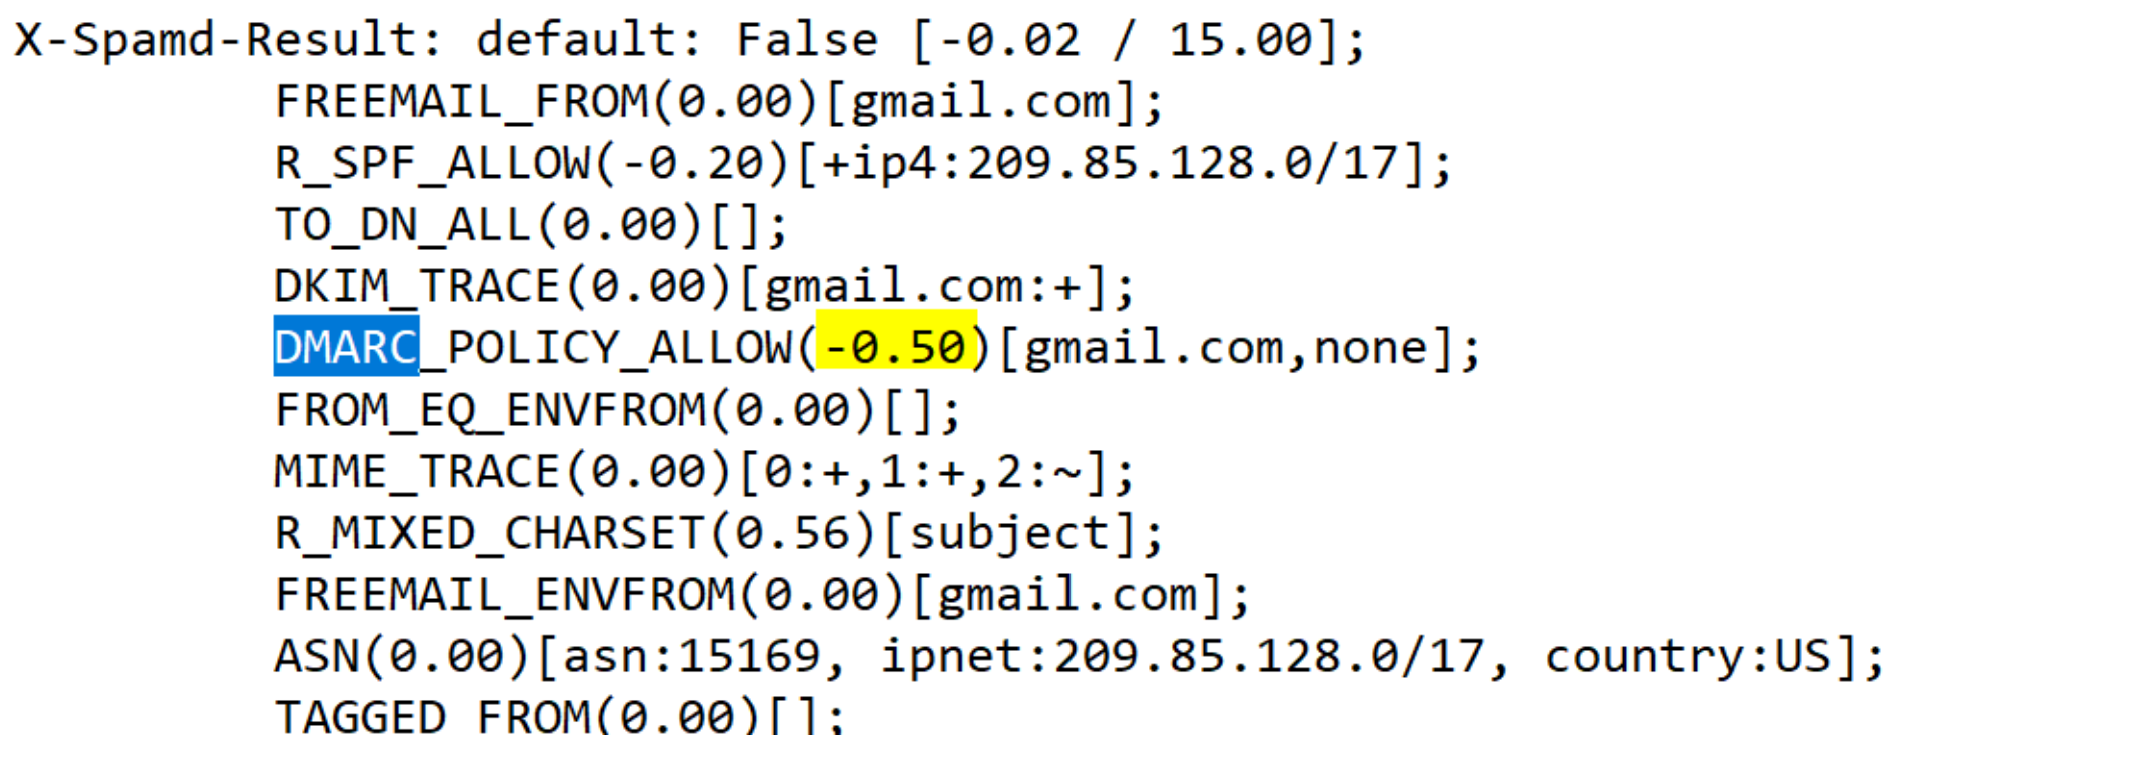 X-Spamd-Result: default: False [-0.02 / 15.00];
FREEMAIL_FROM(0.00)[gmail.com];
R_SPF_ALLOW(-0.20)[+ip4:209.85.128.0/17];
TO_DN_ALL(0.00)[];
DKIM_TRACE(0.00)[gmail.com:+];
DMARC_POLICY_ALLOW(-0.50)[gmail.com,none];
FROM_EQ_ENVFROM(0.00)[];
MIME_TRACE(0.00)[0:+,1:+,2:~];
R_MIXED_CHARSET(0.56)[subject];
FREEMAIL_ENVFROM(0.00)[gmail.com];
ASN(0.00)[asn:15169, ipnet:209.85.128.0/17, country:US];
TAGGED_FROM(0.00)[];